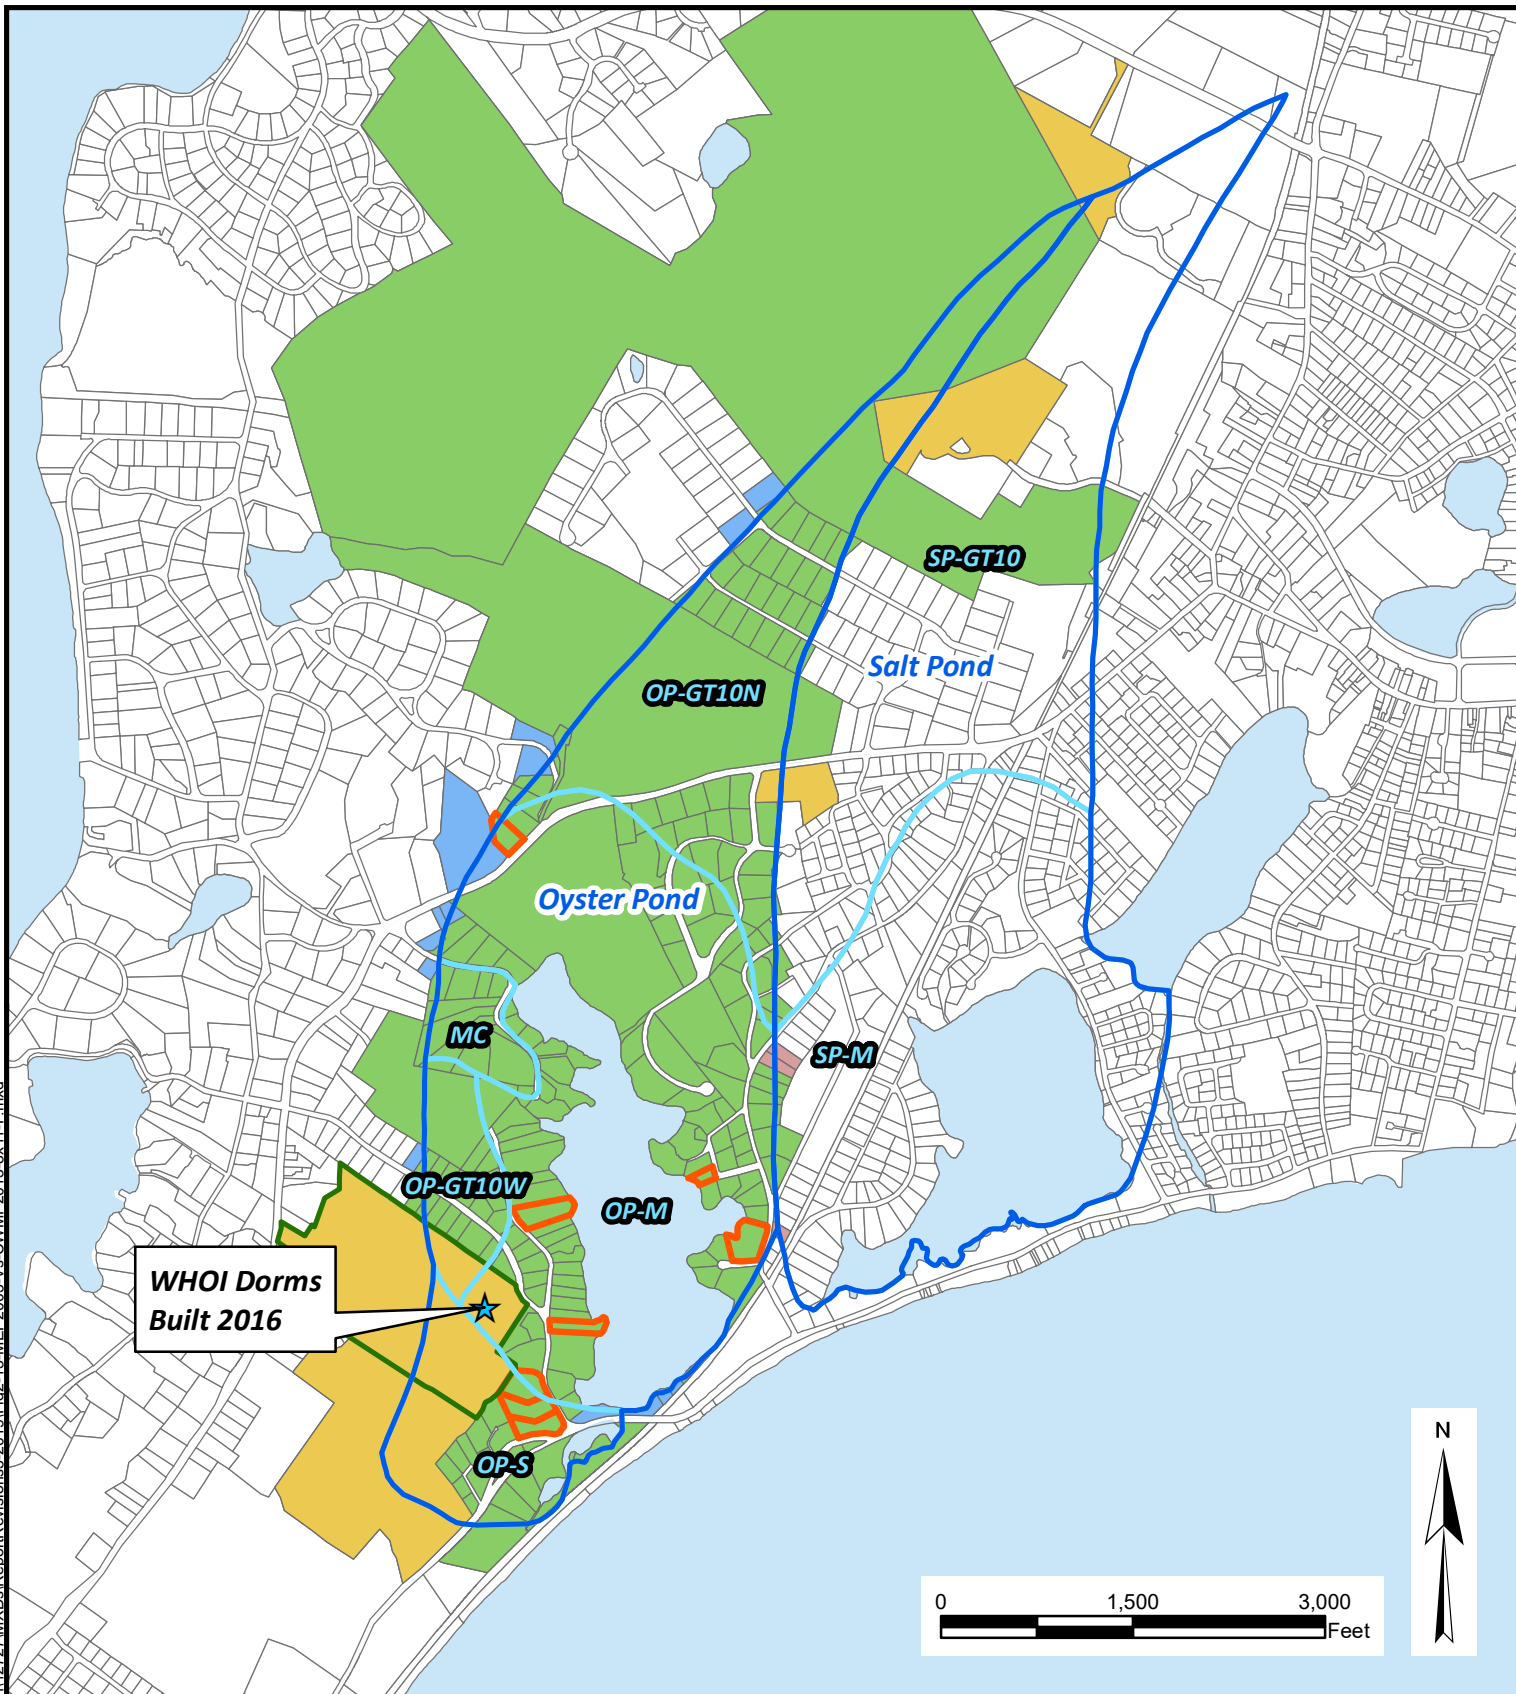 SP-GT10
Salt Pond
OP-GT10N
Oyster Pond
MC
SP-M
OP-GT10W
OP-M
WHOI Dorms
Built 2016
OP-S
N
0 1,500 3,000
Feet